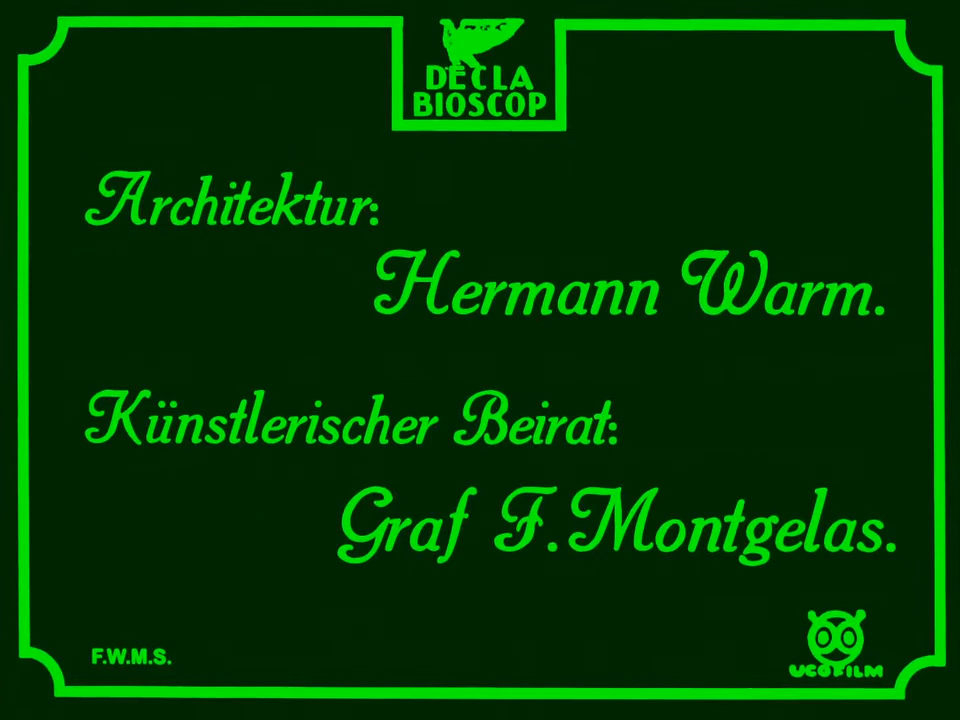 DECLA
BIOSCOP
Architektur:
Hermann Warm.
Künstlerischer Beirat:
Graf F. Montgelas.
F.W.M.S.
UCOFILM